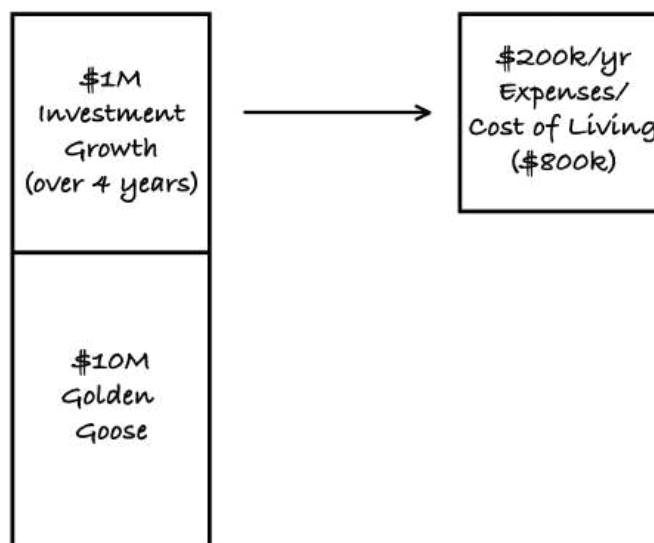 $1M
Investment
Growth
(over 4 years)
$200k/yr
Expenses/
Cost of Living
($800k)
$10M
Golden
Goose